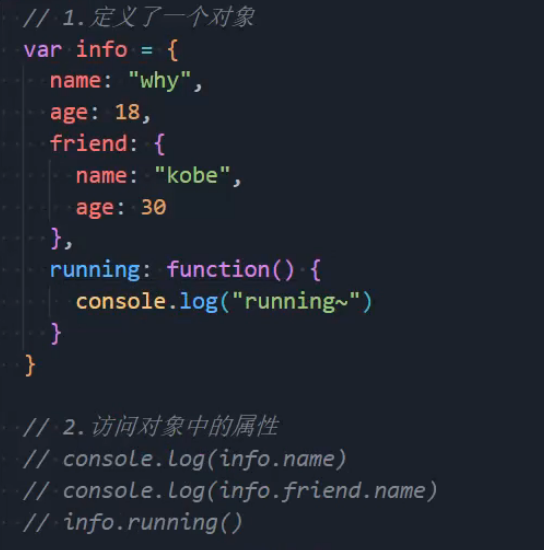 // 1.定义了一个对象
var info = {
  name: "why",
  age: 18,
  friend: {
    name: "kobe",
    age: 30
  },
  running: function() {
    console.log("running~")
  }
}

// 2.访问对象中的属性
// console.log(info.name)
// console.log(info.friend.name)
// info.running()